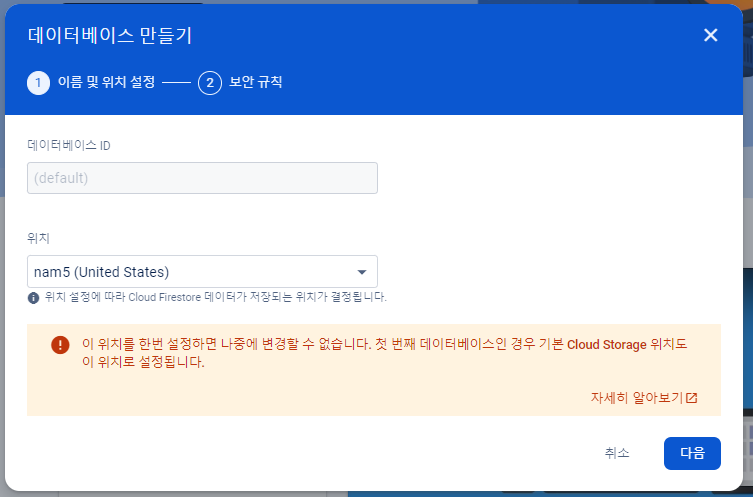 데이터베이스 만들기
1 이름 및 위치 설정 2 보안 규칙
데이터베이스 ID
(default)
위치
nam5 (United States)
위치 설정에 따라 Cloud Firestore 데이터가 저장되는 위치가 결정됩니다.
이 위치를 한번 설정하면 나중에 변경할 수 없습니다. 첫 번째 데이터베이스인 경우 기본 Cloud Storage 위치도
이 위치로 설정됩니다.
자세히 알아보기
취소 다음